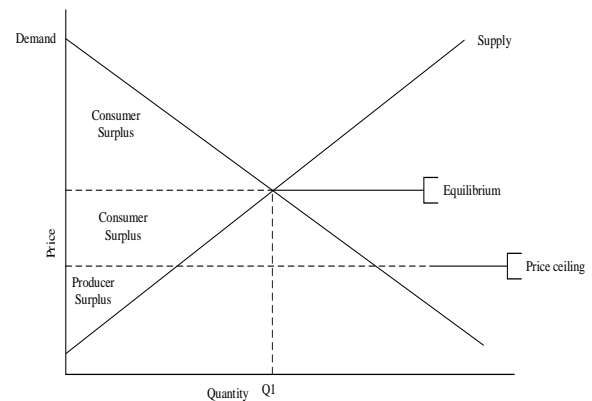 Demand
Supply
Consumer
Surplus
Equilibrium
Consumer
Surplus
Price
Price ceiling
Producer
Surplus
Quantity
Q1